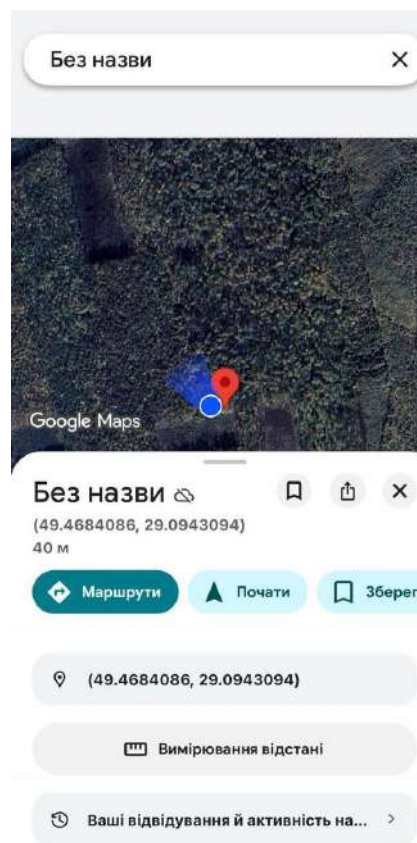 Без назви
Google Maps
Без назви
(49.4684086, 29.0943094)
40 м
Маршрути
Почати
Зберег
(49.4684086, 29.0943094)
Вимірювання відстані
Ваші відвідування й активність на...